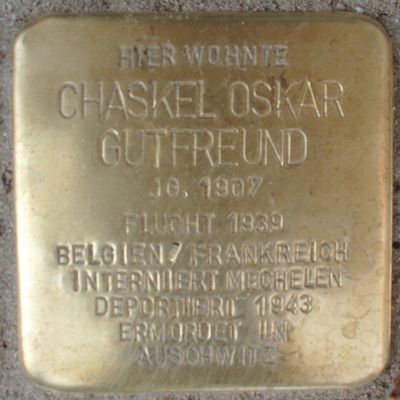 HIER WOHNTE
CHASKEL OSKAR
GUTFREUND
JG. 1907
FLUCHT 1939
BELGIEN / FRANKREICH
INTERNIERT MECHELEN
DEPORTIERT 1943
ERMORDET IN
AUSCHWITZ